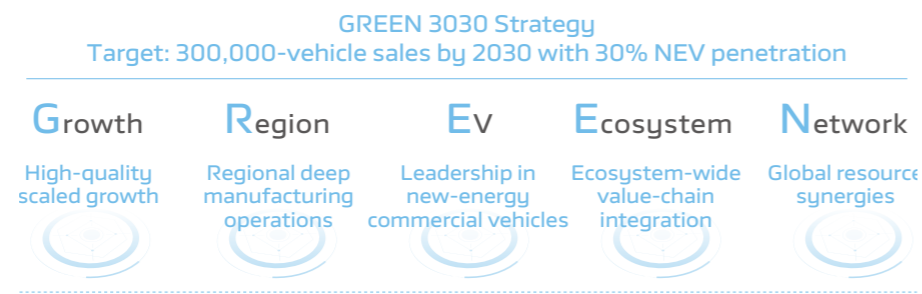 GREEN 3030 Strategy
Target: 300,000-vehicle sales by 2030 with 30% NEV penetration
Growth
Region
Ev
Ecosystem
Network
High-quality
scaled growth
Regional deep
manufacturing
operations
Leadership in
new-energy
commercial vehicles
Ecosystem-wide
value-chain
integration
Global resource
synergies